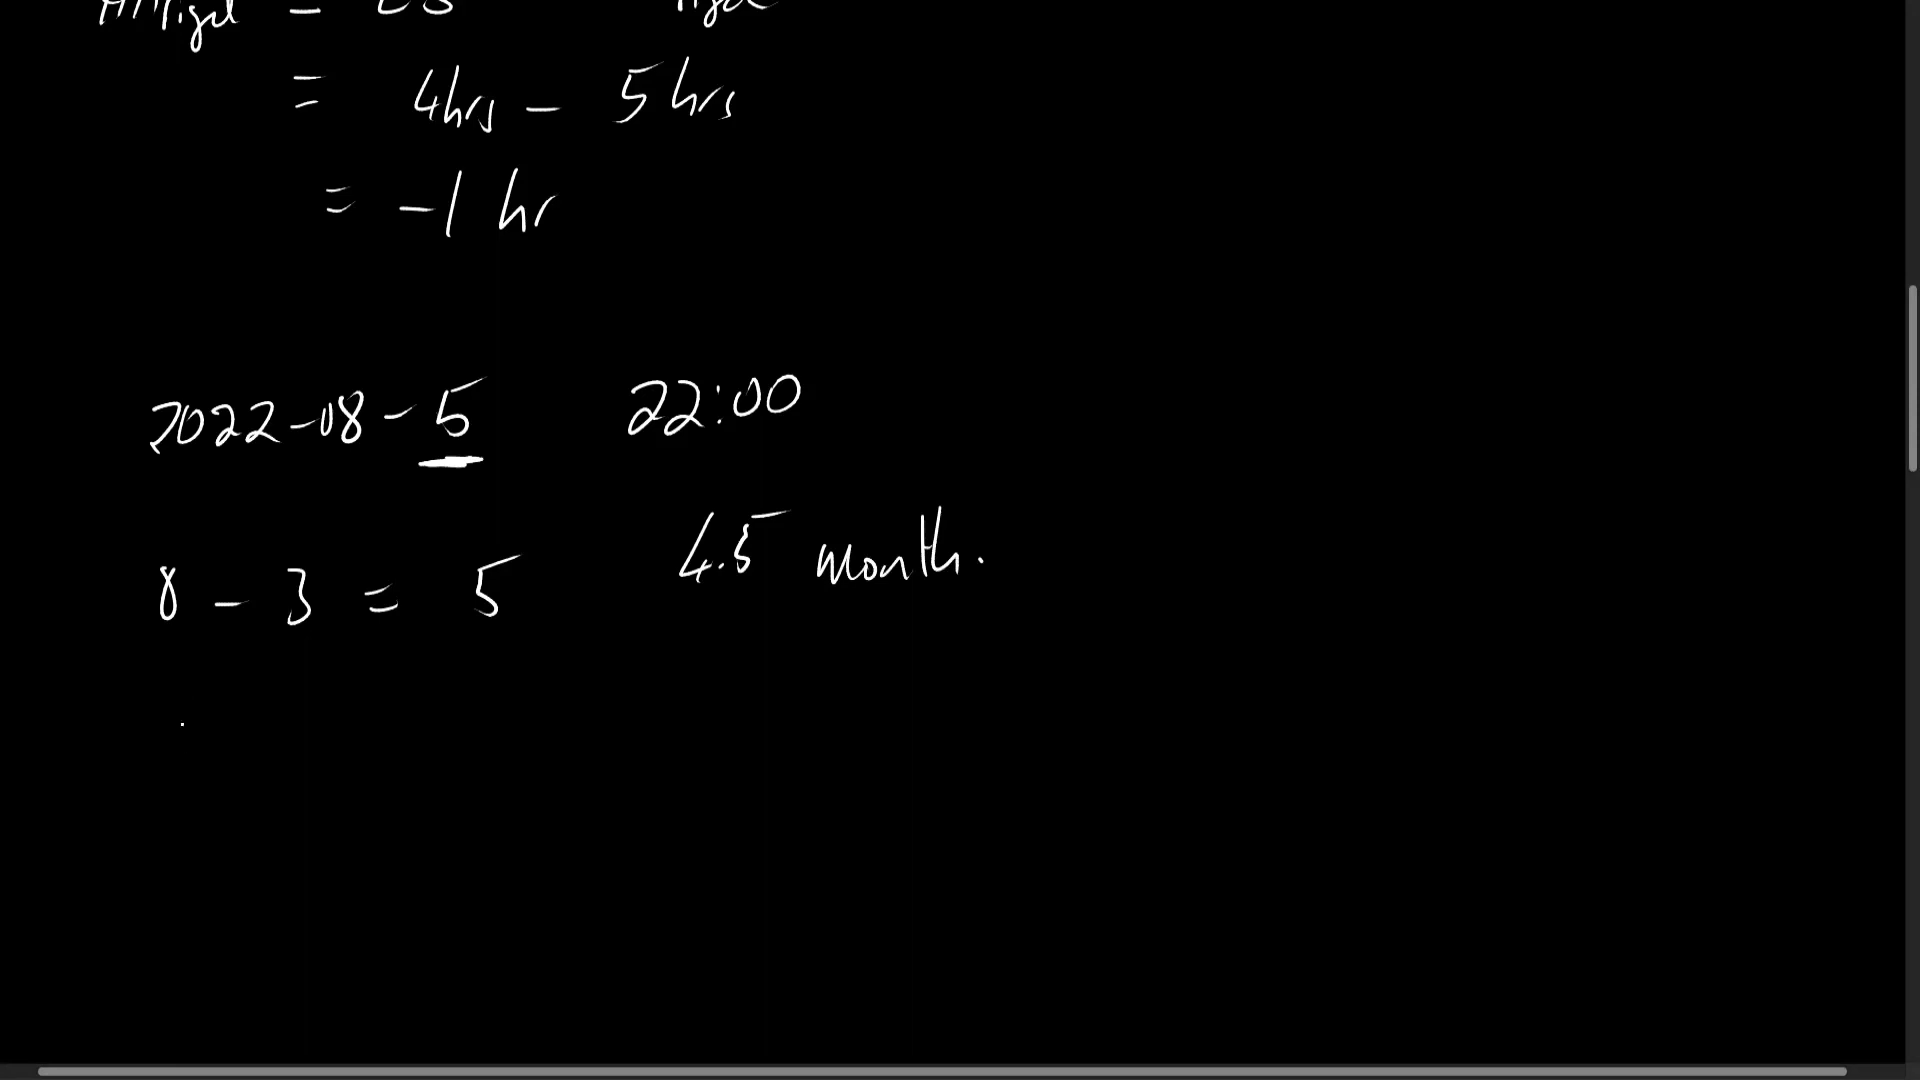 =
= 4hrs - 5hrs
= -1 hr
2022-08-5 22:00
4.5 month.
8 - 3 = 5